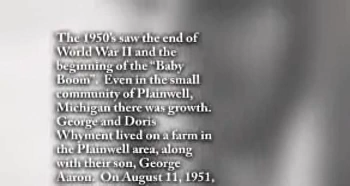 The 1950's saw the end of
World War II and the
beginning of the "Baby
Boom". Even in the small
community of Plainwell,
Michigan there was growth.
George and Doris
Whyment lived on a farm in
the Plainwell area, along
with their son, George
Aaron. On August 11, 1951,